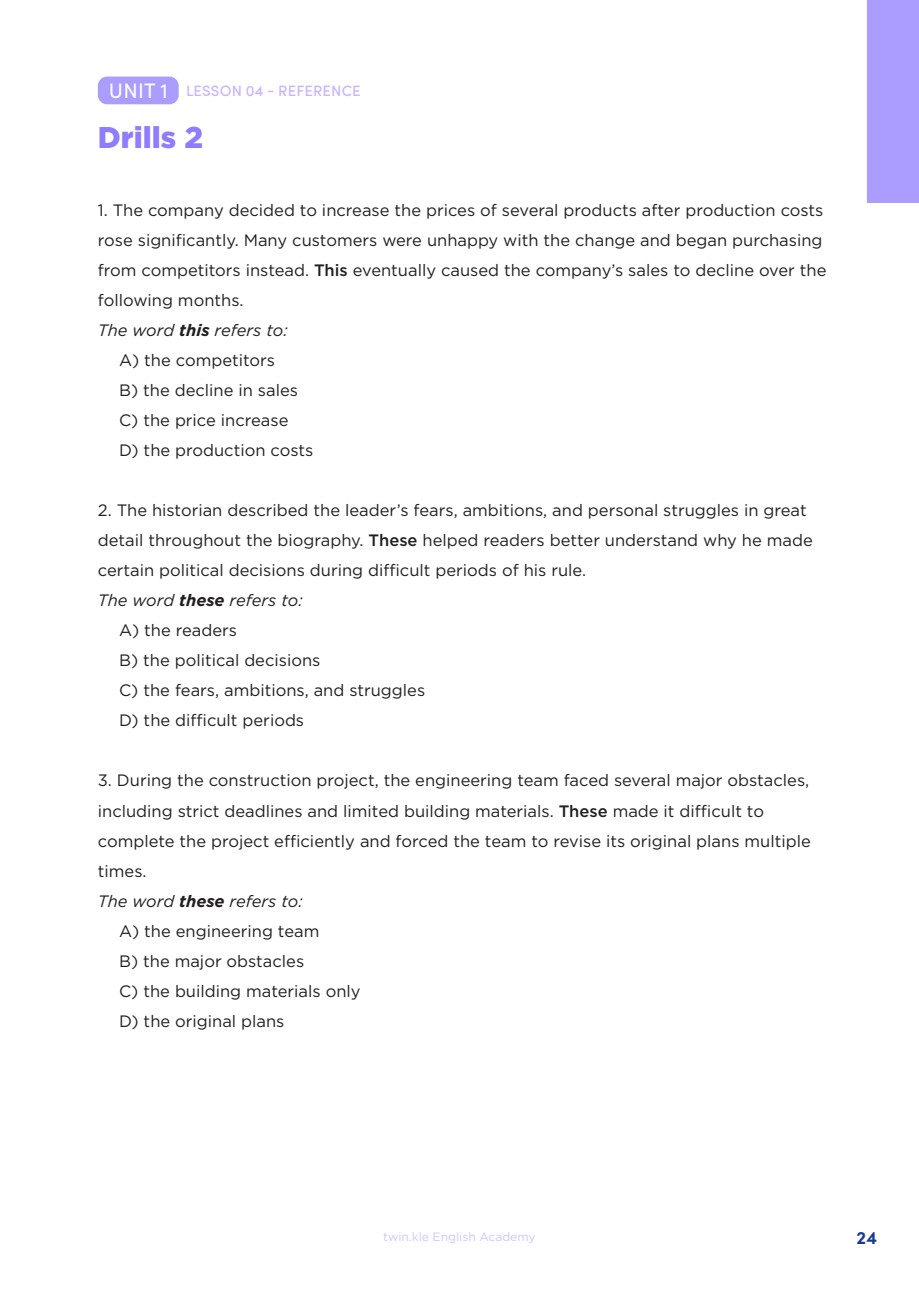 UNIT 1 LESSON 04 – REFERENCE
Drills 2
1. The company decided to increase the prices of several products after production costs
rose significantly. Many customers were unhappy with the change and began purchasing
from competitors instead. This eventually caused the company’s sales to decline over the
following months.
The word this refers to:
A) the competitors
B) the decline in sales
C) the price increase
D) the production costs
2. The historian described the leader’s fears, ambitions, and personal struggles in great
detail throughout the biography. These helped readers better understand why he made
certain political decisions during difficult periods of his rule.
The word these refers to:
A) the readers
B) the political decisions
C) the fears, ambitions, and struggles
D) the difficult periods
3. During the construction project, the engineering team faced several major obstacles,
including strict deadlines and limited building materials. These made it difficult to
complete the project efficiently and forced the team to revise its original plans multiple
times.
The word these refers to:
A) the engineering team
B) the major obstacles
C) the building materials only
D) the original plans
twin.kle English Academy
24